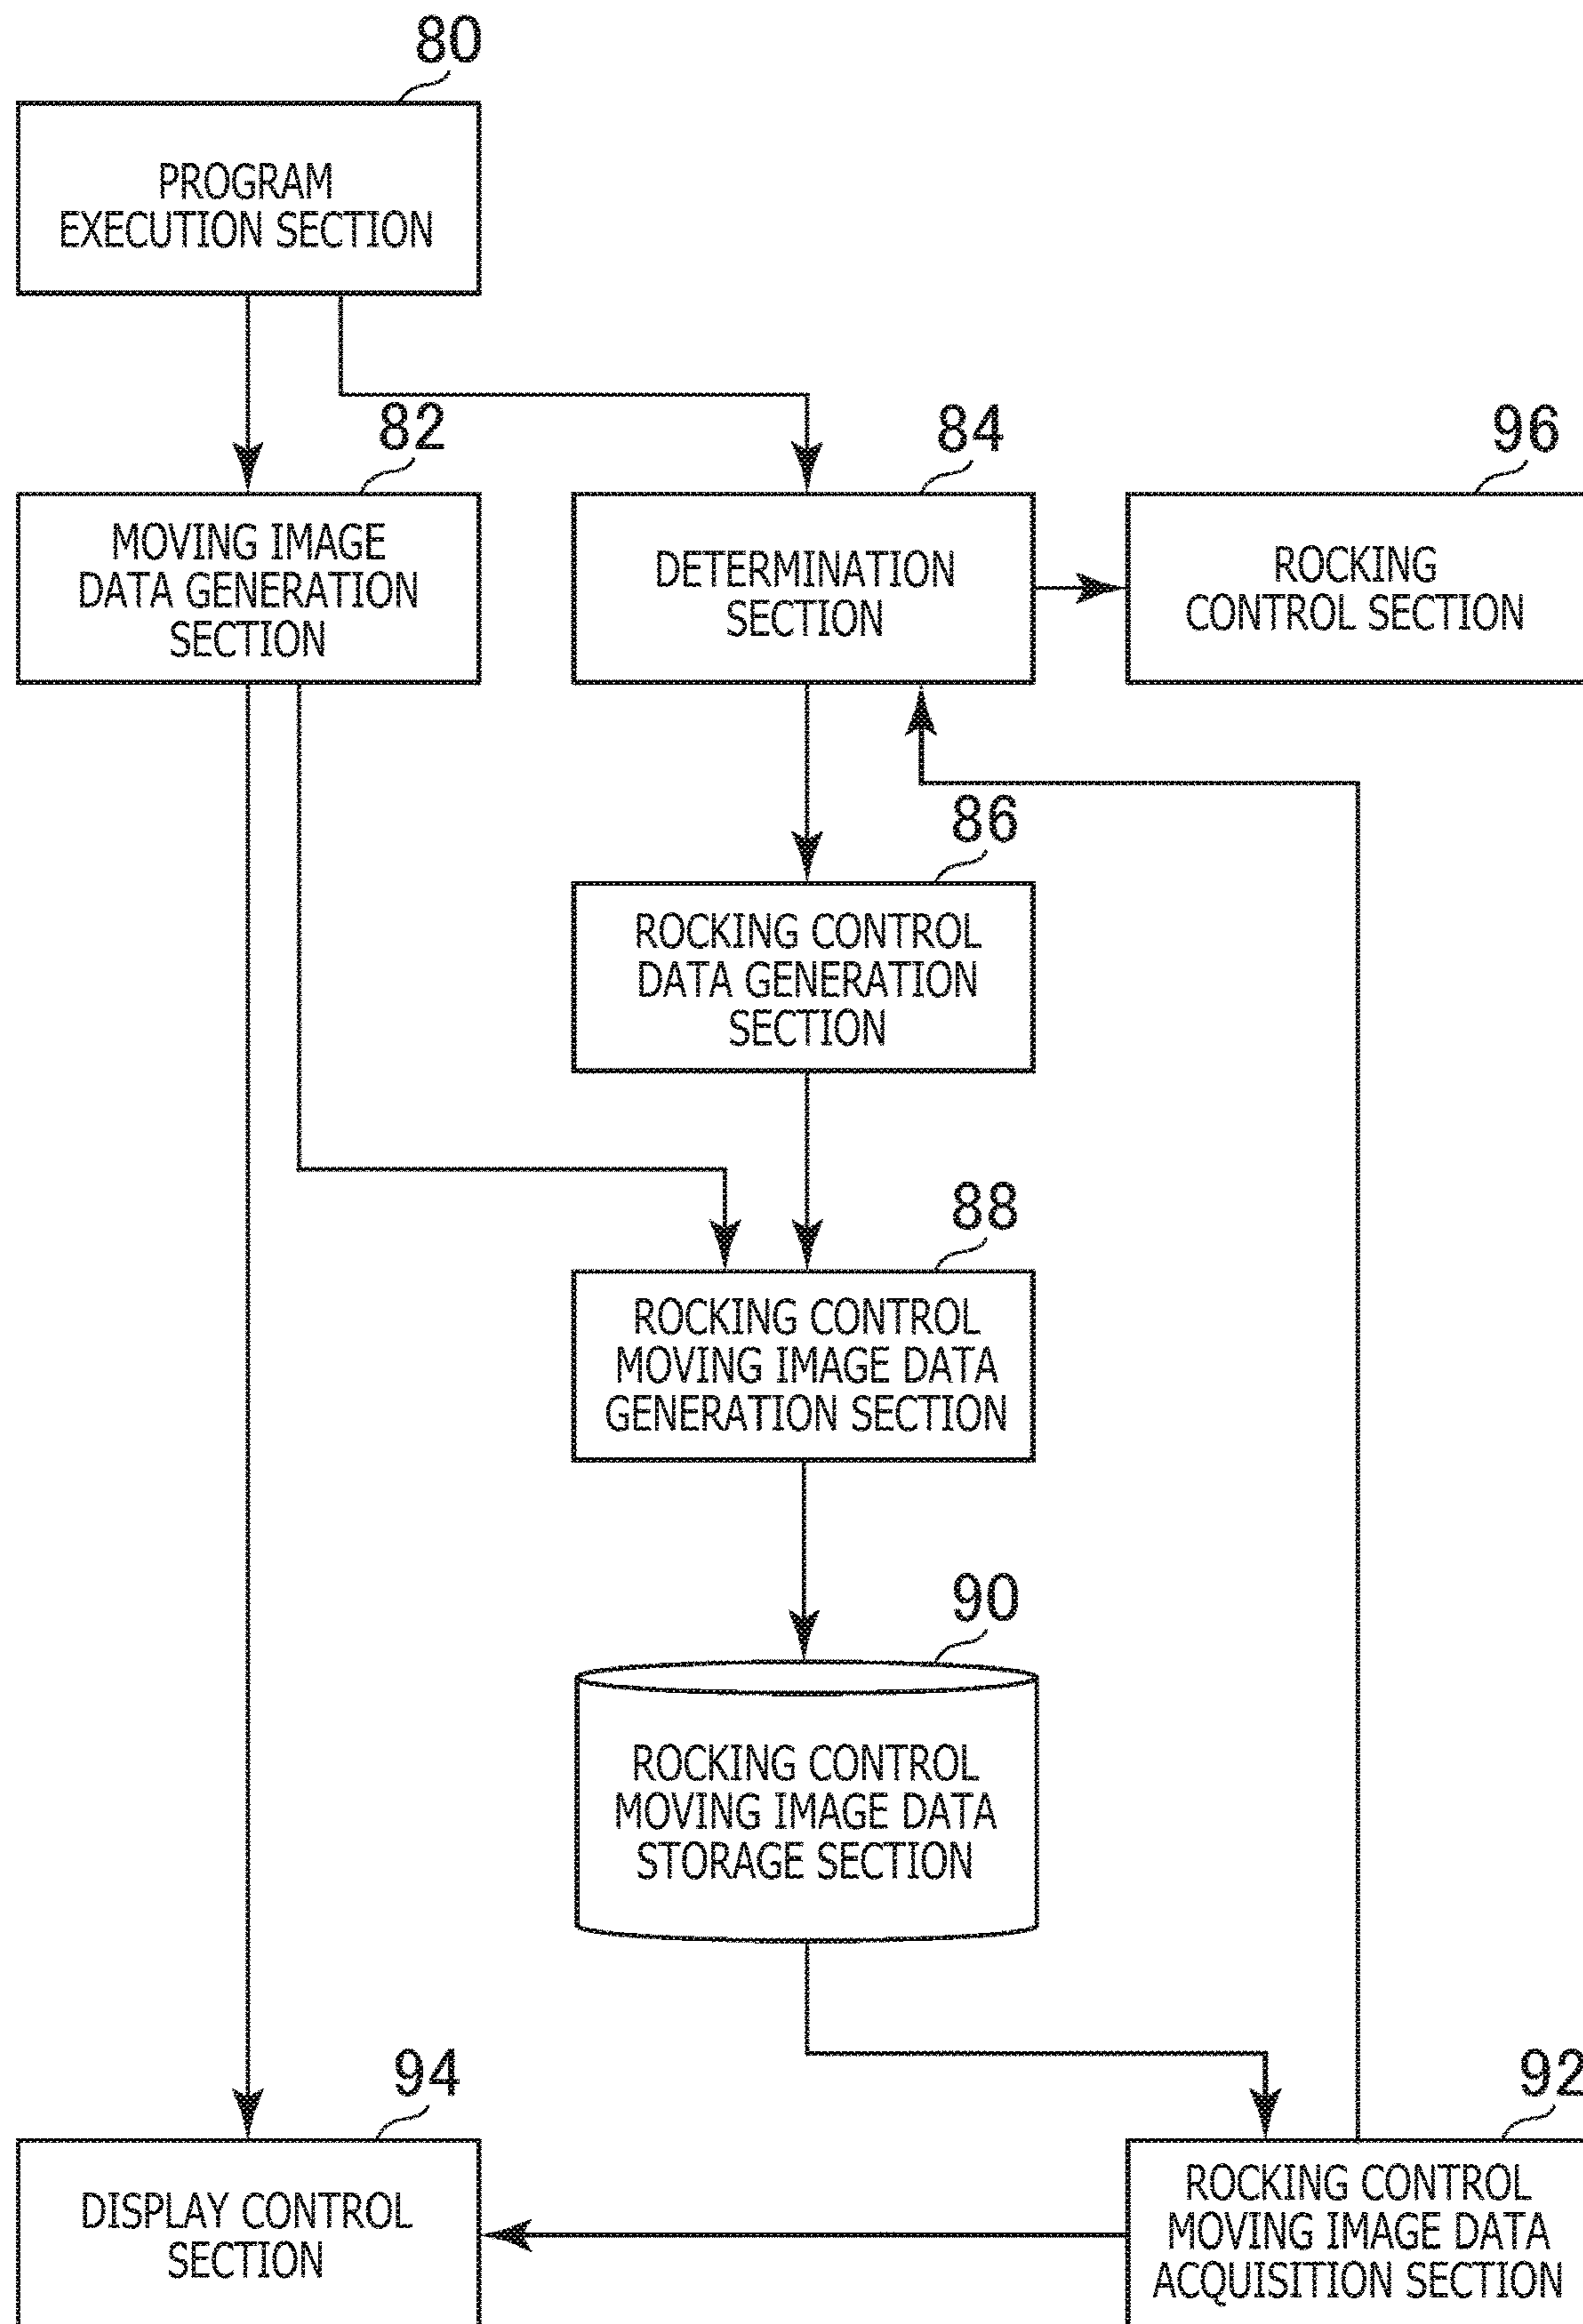 80
PROGRAM
EXECUTION SECTION
82
MOVING IMAGE
DATA GENERATION
SECTION
84
DETERMINATION
SECTION
96
ROCKING
CONTROL SECTION
86
ROCKING CONTROL
DATA GENERATION
SECTION
88
ROCKING CONTROL
MOVING IMAGE DATA
GENERATION SECTION
90
ROCKING CONTROL
MOVING IMAGE DATA
STORAGE SECTION
94
DISPLAY CONTROL
SECTION
92
ROCKING CONTROL
MOVING IMAGE DATA
ACQUISITION SECTION